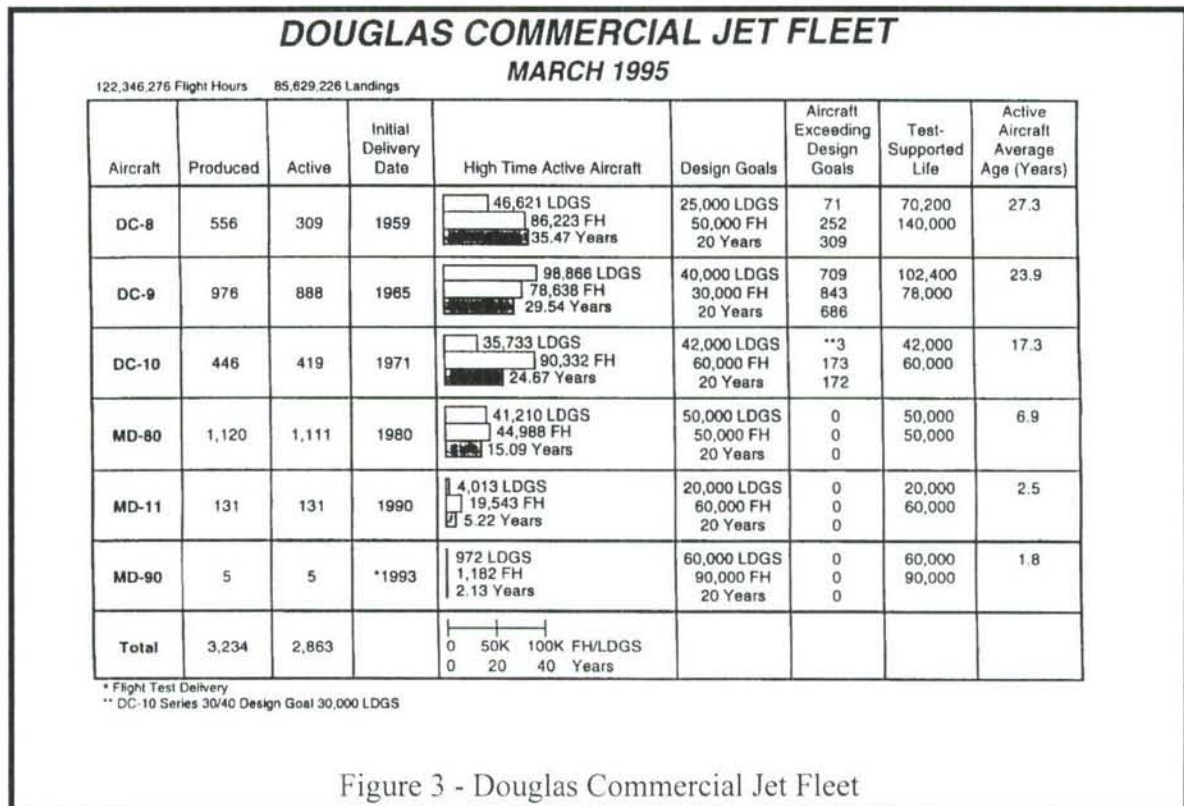 DOUGLAS COMMERCIAL JET FLEET
MARCH 1995
122,346,276 Flight Hours 85,629,226 Landings
Aircraft Produced Active Initial Delivery Date High Time Active Aircraft Design Goals Aircraft Exceeding Design Goals Test-Supported Life Active Aircraft Average Age (Years)
46,621 LDGS 25,000 LDGS 71 70,200 27.3
DC-8 556 309 1959 86,223 FH 50,000 FH 252 140,000
35.47 Years 20 Years 309
98,866 LDGS 40,000 LDGS 709 102,400 23.9
DC-9 976 888 1965 78,638 FH 30,000 FH 843 78,000
29.54 Years 20 Years 686
35,733 LDGS 42,000 LDGS **3 42,000 17.3
DC-10 446 419 1971 90,332 FH 60,000 FH 173 60,000
24.67 Years 20 Years 172
41,210 LDGS 50,000 LDGS 0 50,000 6.9
MD-80 1,120 1,111 1980 44,988 FH 50,000 FH 0 50,000
15.09 Years 20 Years 0
4,013 LDGS 20,000 LDGS 0 20,000 2.5
MD-11 131 131 1990 19,543 FH 60,000 FH 0 60,000
5.22 Years 20 Years 0
972 LDGS 60,000 LDGS 0 60,000 1.8
MD-90 5 5 *1993 1,182 FH 90,000 FH 0 90,000
2.13 Years 20 Years 0
Total 3,234 2,863
0 50K 100K FH/LDGS
0 20 40 Years
* Flight Test Delivery
** DC-10 Series 30/40 Design Goal 30,000 LDGS
Figure 3 - Douglas Commercial Jet Fleet